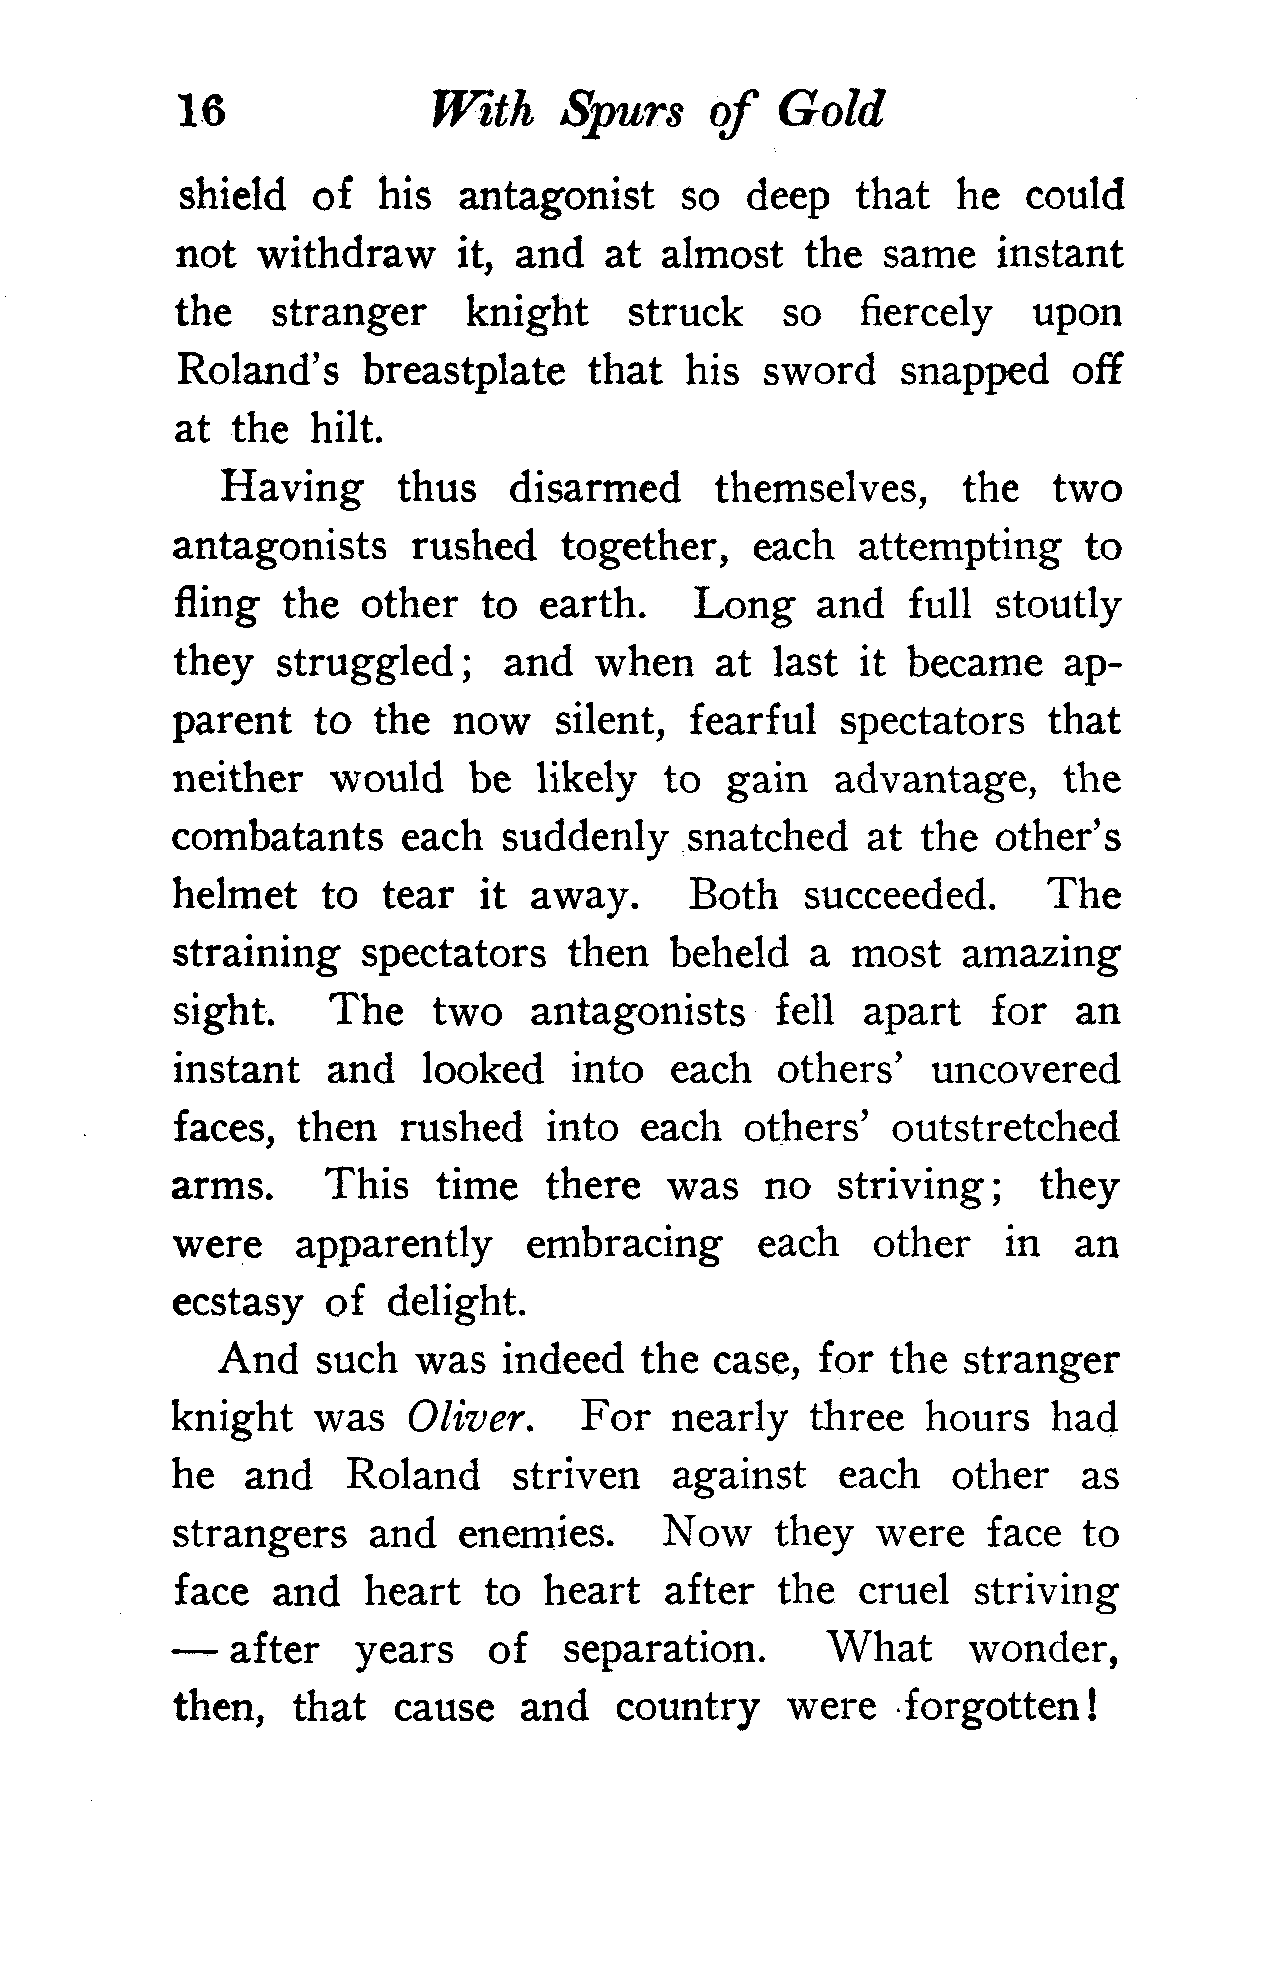 16 With Spurs of Gold
shield of his antagonist so deep that he could
not withdraw it, and at almost the same instant
the stranger knight struck so fiercely upon
Roland's breastplate that his sword snapped off
at the hilt.
Having thus disarmed themselves, the two
antagonists rushed together, each attempting to
fling the other to earth. Long and full stoutly
they struggled; and when at last it became ap-
parent to the now silent, fearful spectators that
neither would be likely to gain advantage, the
combatants each suddenly snatched at the other's
helmet to tear it away. Both succeeded. The
straining spectators then beheld a most amazing
sight. The two antagonists fell apart for an
instant and looked into each others' uncovered
faces, then rushed into each others' outstretched
arms. This time there was no striving; they
were apparently embracing each other in an
ecstasy of delight.
And such was indeed the case, for the stranger
knight was Oliver. For nearly three hours had
he and Roland striven against each other as
strangers and enemies. Now they were face to
face and heart to heart after the cruel striving
— after years of separation. What wonder,
then, that cause and country were forgotten!